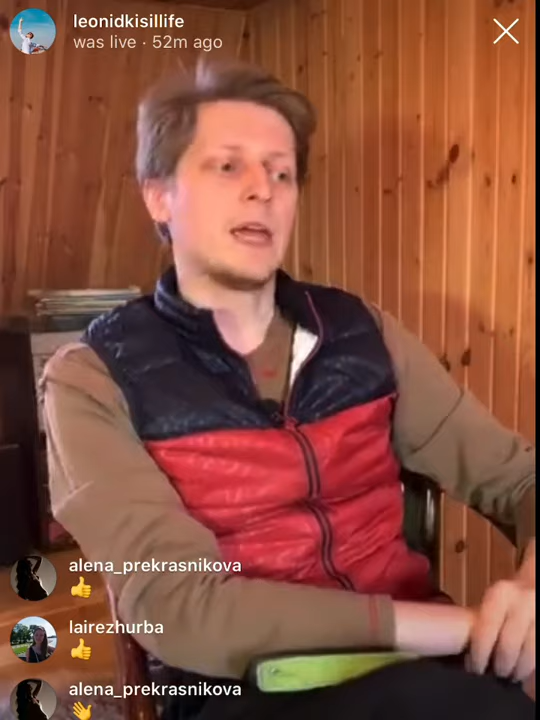 leonidkisillife
was live · 52m ago
alena_prekrasnikova
👍
lairezhurba
👍
alena_prekrasnikova
👋